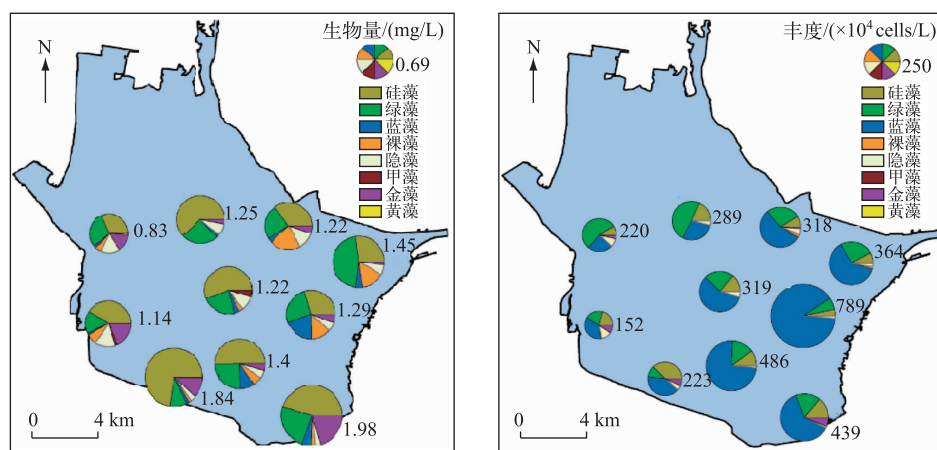 生物量/(mg/L)
N
0.69
硅藻
绿藻
蓝藻
裸藻
隐藻
甲藻
金藻
黄藻
0.83
1.25
1.22
1.45
1.22
1.29
1.14
1.4
1.84
1.98
0 4 km
丰度/(×10⁴ cells/L)
N
250
硅藻
绿藻
蓝藻
裸藻
隐藻
甲藻
金藻
黄藻
220
289
318
364
319
789
152
486
223
439
0 4 km